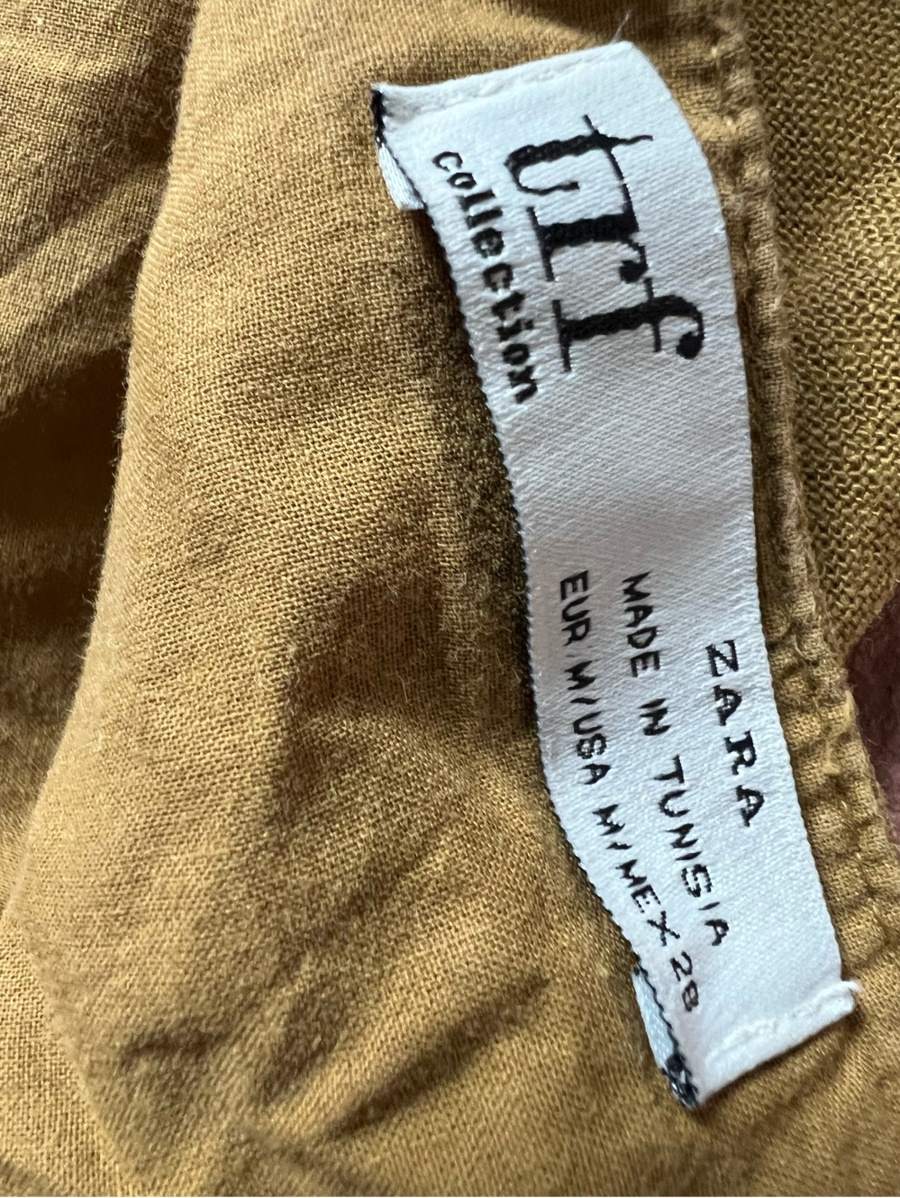 trf
collection
ZARA
MADE IN TUNISIA
EUR M/USA M/MEX 28